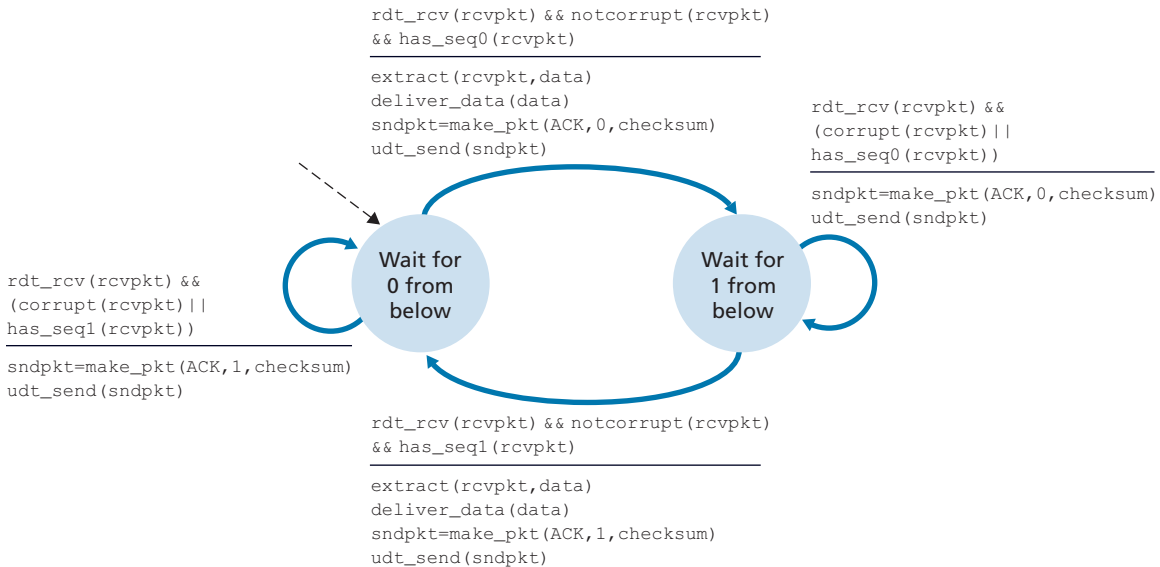 rdt_rcv(rcvpkt) && notcorrupt(rcvpkt)
&& has_seq0(rcvpkt)
extract(rcvpkt,data)
deliver_data(data)
sndpkt=make_pkt(ACK,0,checksum)
udt_send(sndpkt)
rdt_rcv(rcvpkt) &&
(corrupt(rcvpkt)||
has_seq0(rcvpkt))
sndpkt=make_pkt(ACK,0,checksum)
udt_send(sndpkt)
Wait for
0 from
below
Wait for
1 from
below
rdt_rcv(rcvpkt) &&
(corrupt(rcvpkt)||
has_seq1(rcvpkt))
sndpkt=make_pkt(ACK,1,checksum)
udt_send(sndpkt)
rdt_rcv(rcvpkt) && notcorrupt(rcvpkt)
&& has_seq1(rcvpkt)
extract(rcvpkt,data)
deliver_data(data)
sndpkt=make_pkt(ACK,1,checksum)
udt_send(sndpkt)